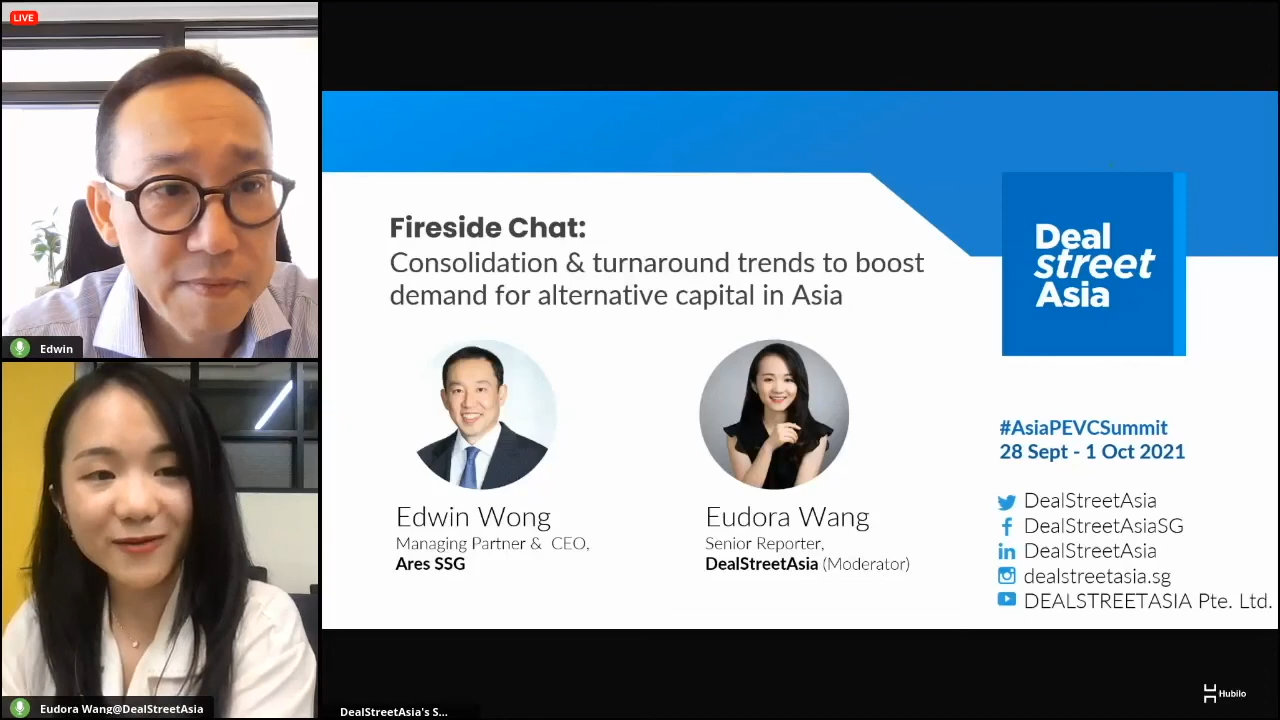 LIVE
Edwin
Eudora Wang@DealStreetAsia
Fireside Chat:
Consolidation & turnaround trends to boost
demand for alternative capital in Asia
Edwin Wong
Managing Partner & CEO,
Ares SSG
Eudora Wang
Senior Reporter,
DealStreetAsia (Moderator)
Deal
street
Asia
#AsiaPEVCSummit
28 Sept - 1 Oct 2021
DealStreetAsia
DealStreetAsiaSG
DealStreetAsia
dealstreetasia.sg
DEALSTREETASIA Pte. Ltd.
DealStreetAsia's S...
Hubilo